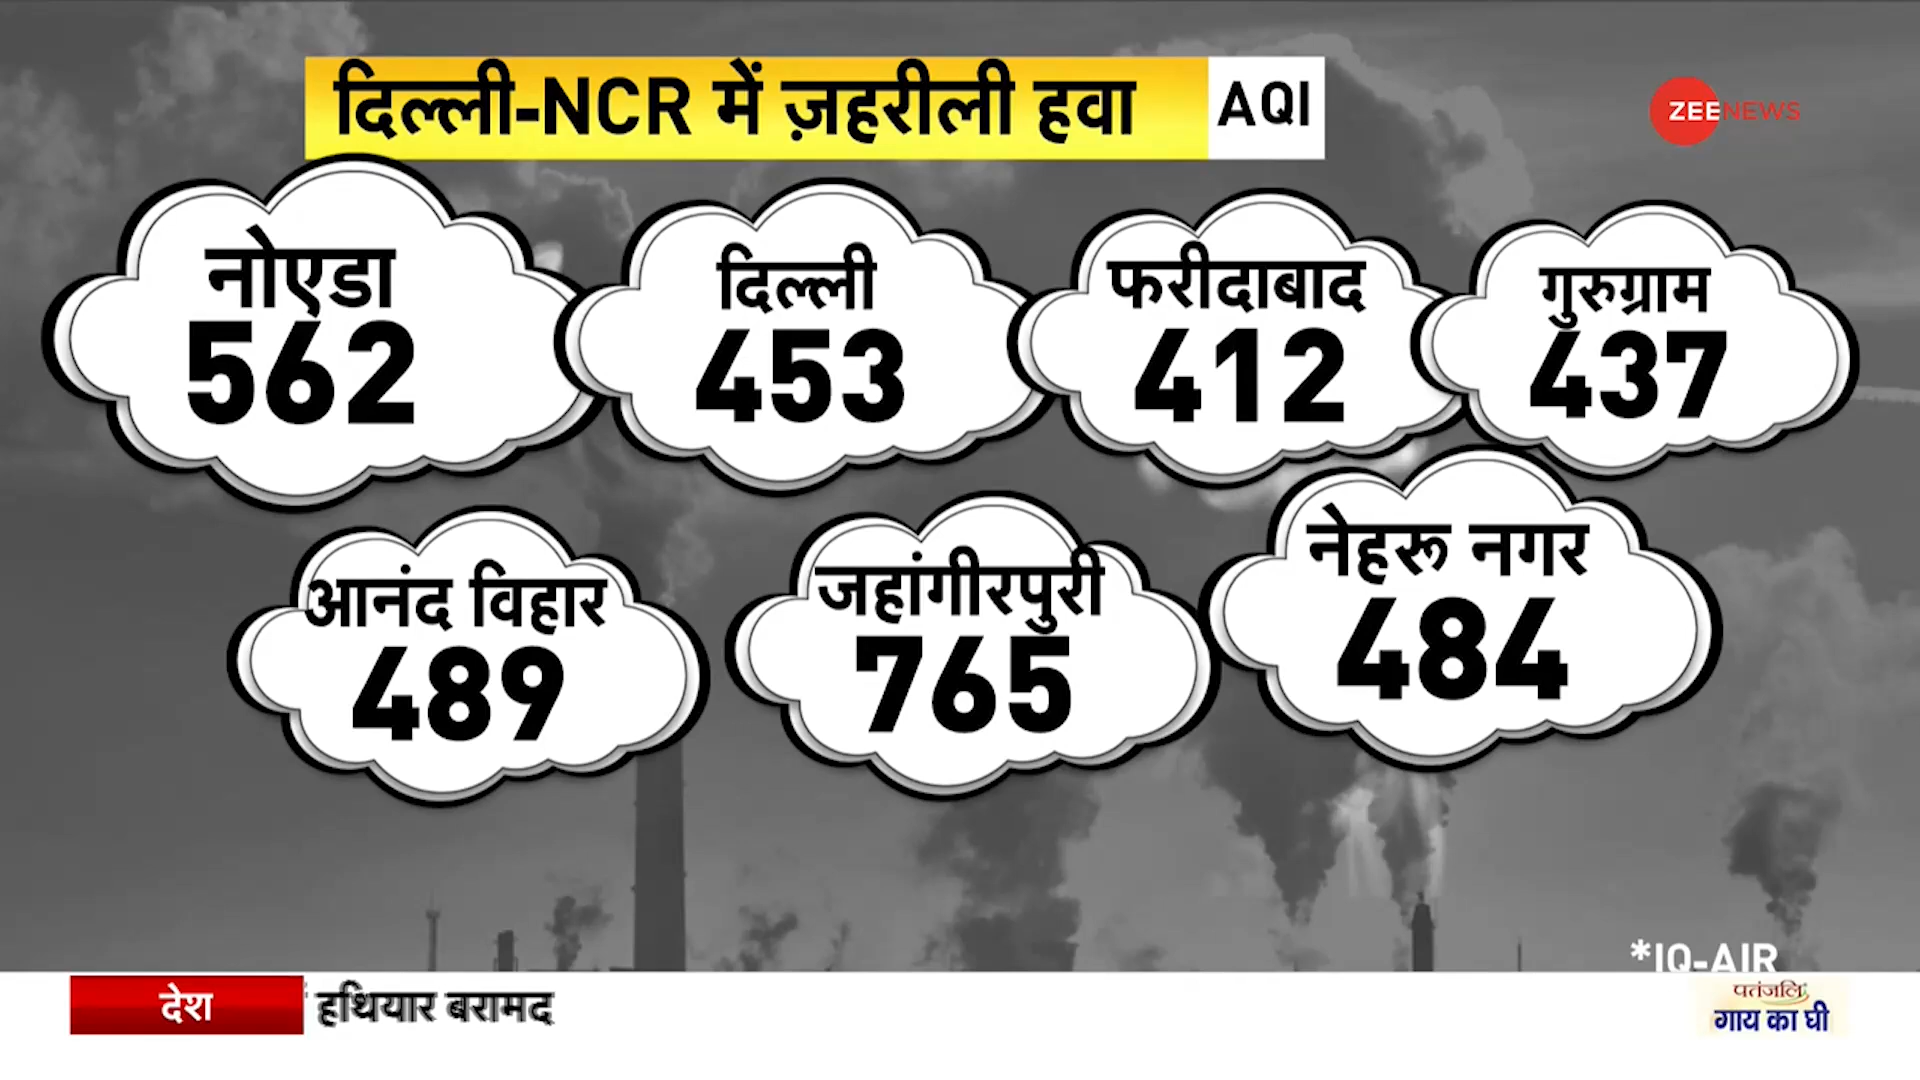 दिल्ली-NCR में ज़हरीली हवा AQI
ZEENEWS
नोएडा
562
दिल्ली
453
फरीदाबाद
412
गुरुग्राम
437
आनंद विहार
489
जहांगीरपुरी
765
नेहरू नगर
484
*IQ-AIR
देश हथियार बरामद
पतंजलि
गाय का घी